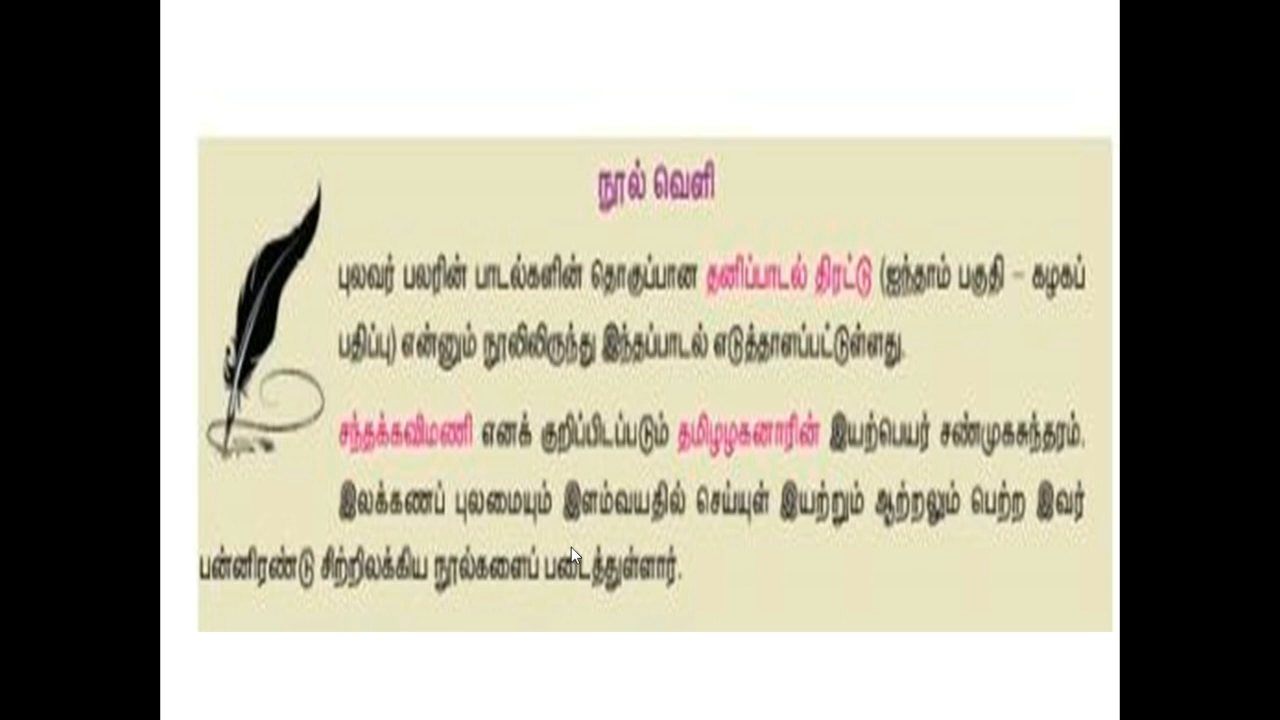 நூல் வெளி
புலவர் பலரின் பாடல்களின் தொகுப்பான தனிப்பாடல் திரட்டு (ஐந்தாம் பகுதி – கழகப்
பதிப்பு) என்னும் நூலிலிருந்து இந்தப்பாடல் எடுத்தாளப்பட்டுள்ளது.
சந்தக்கவிமணி எனக் குறிப்பிடப்படும் தமிழழகனாரின் இயற்பெயர் சண்முகசுந்தரம்.
இலக்கணப் புலமையும் இளம்வயதில் செய்யுள் இயற்றும் ஆற்றலும் பெற்ற இவர்
பன்னிரண்டு சிற்றிலக்கிய நூல்களைப் படைத்துள்ளார்.